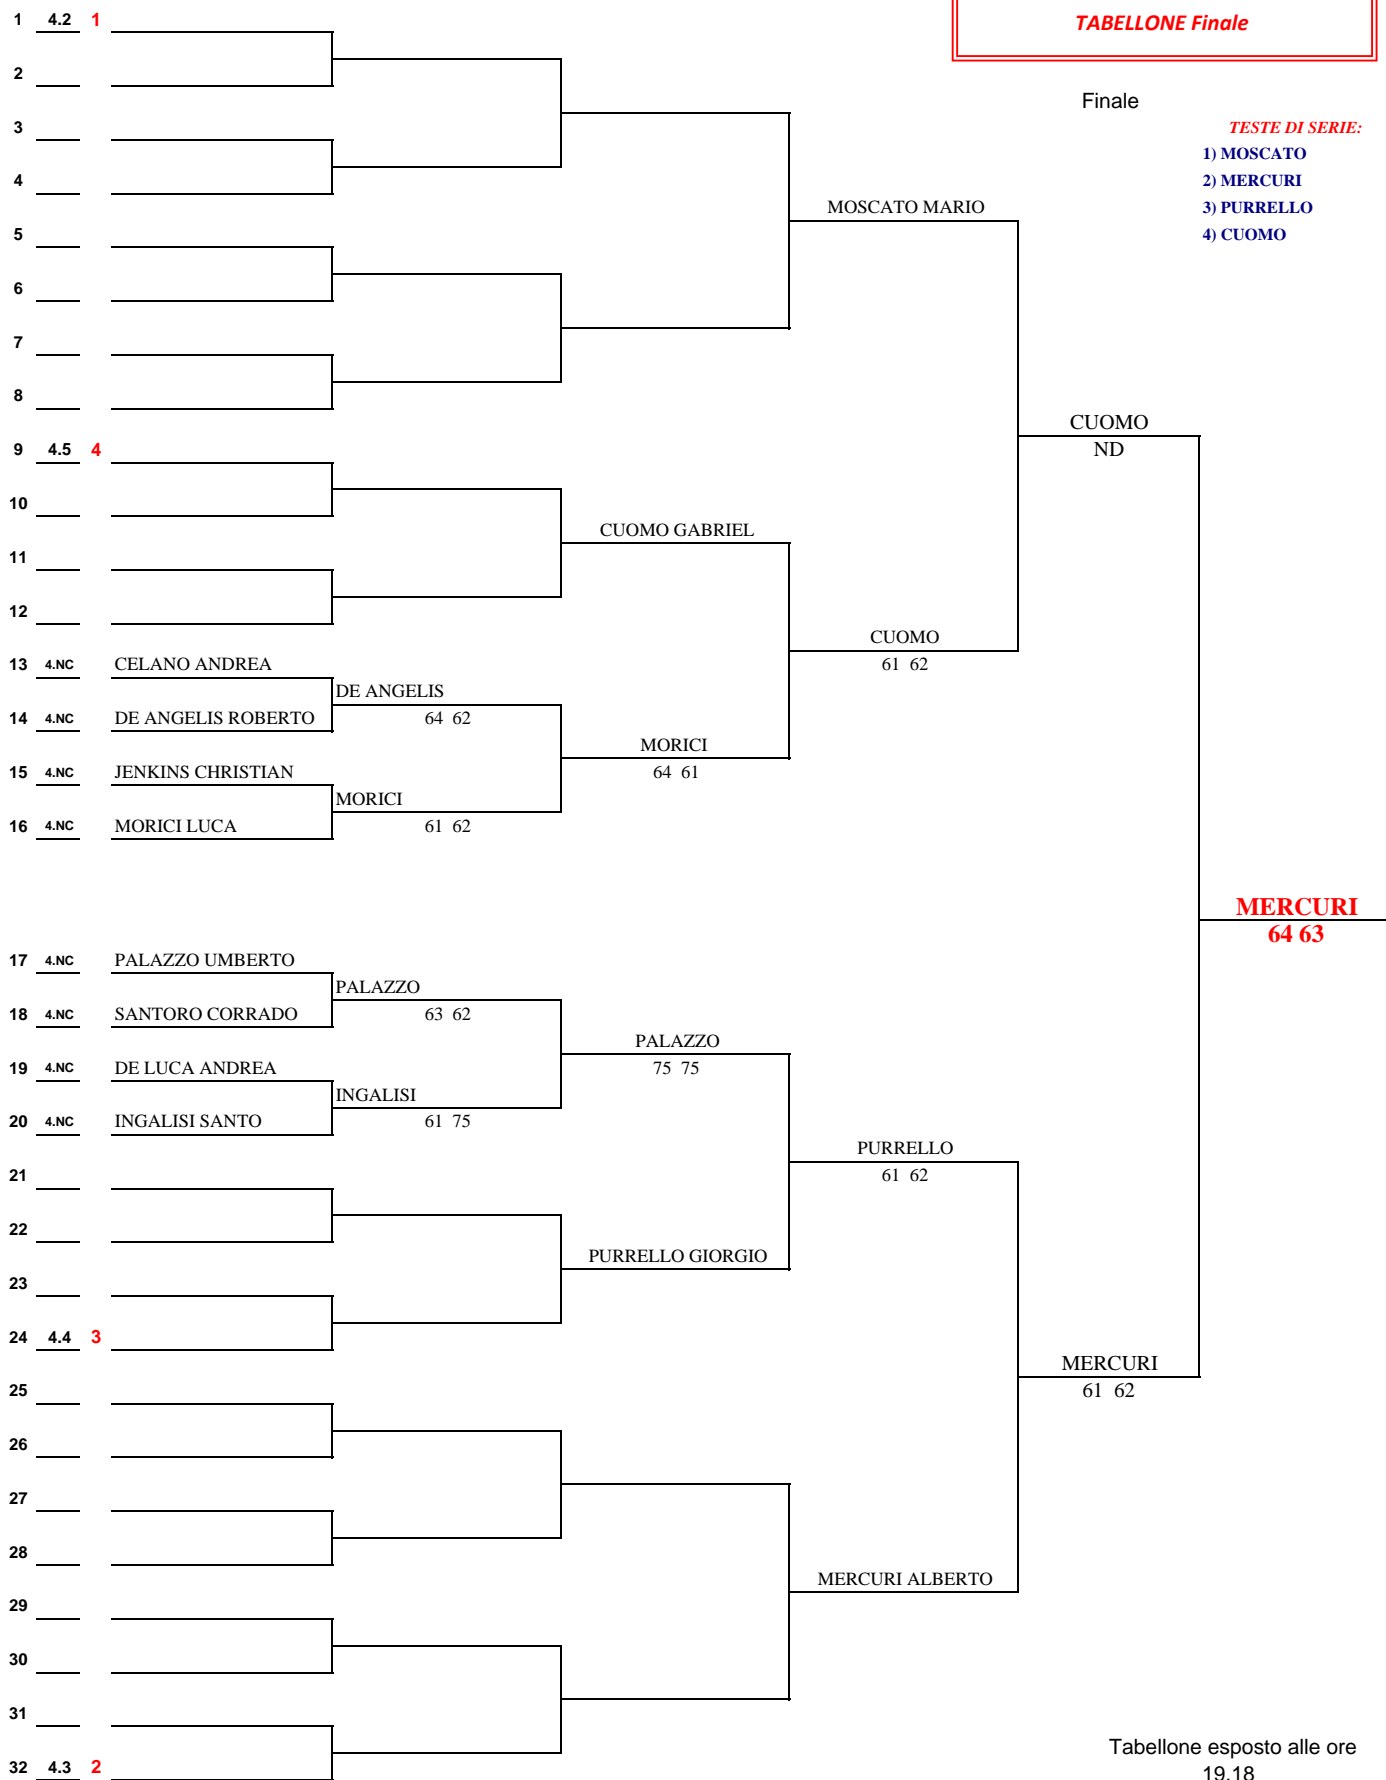 TABELLONE Finale
Finale
TESTE DI SERIE:
1) MOSCATO
2) MERCURI
3) PURRELLO
4) CUOMO
1 4.2 1
2
3
4
MOSCATO MARIO
5
6
7
8
CUOMO
ND
9 4.5 4
10
CUOMO GABRIEL
11
12
CUOMO
61 62
13 4.NC CELANO ANDREA
DE ANGELIS
64 62
14 4.NC DE ANGELIS ROBERTO
MORICI
64 61
15 4.NC JENKINS CHRISTIAN
MORICI
61 62
16 4.NC MORICI LUCA
MERCURI
64 63
17 4.NC PALAZZO UMBERTO
PALAZZO
63 62
18 4.NC SANTORO CORRADO
PALAZZO
75 75
19 4.NC DE LUCA ANDREA
INGALISI
61 75
20 4.NC INGALISI SANTO
PURRELLO
61 62
21
22
PURRELLO GIORGIO
23
24 4.4 3
MERCURI
61 62
25
26
27
28
MERCURI ALBERTO
29
30
31
32 4.3 2
Tabellone esposto alle ore
19.18